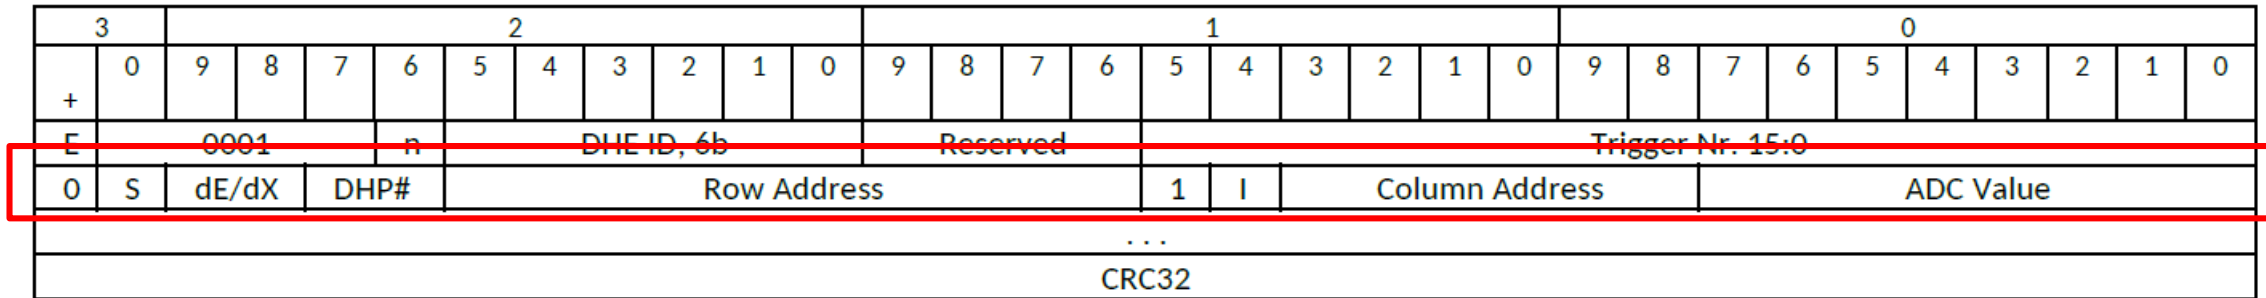 3 2 1 0
0 9 8 7 6 5 4 3 2 1 0 9 8 7 6 5 4 3 2 1 0 9 8 7 6 5 4 3 2 1 0
+
E 0001 n DHE ID, 6b Reserved Trigger Nr. 15:0
0 S dE/dX DHP# Row Address 1 I Column Address ADC Value
. . .
CRC32